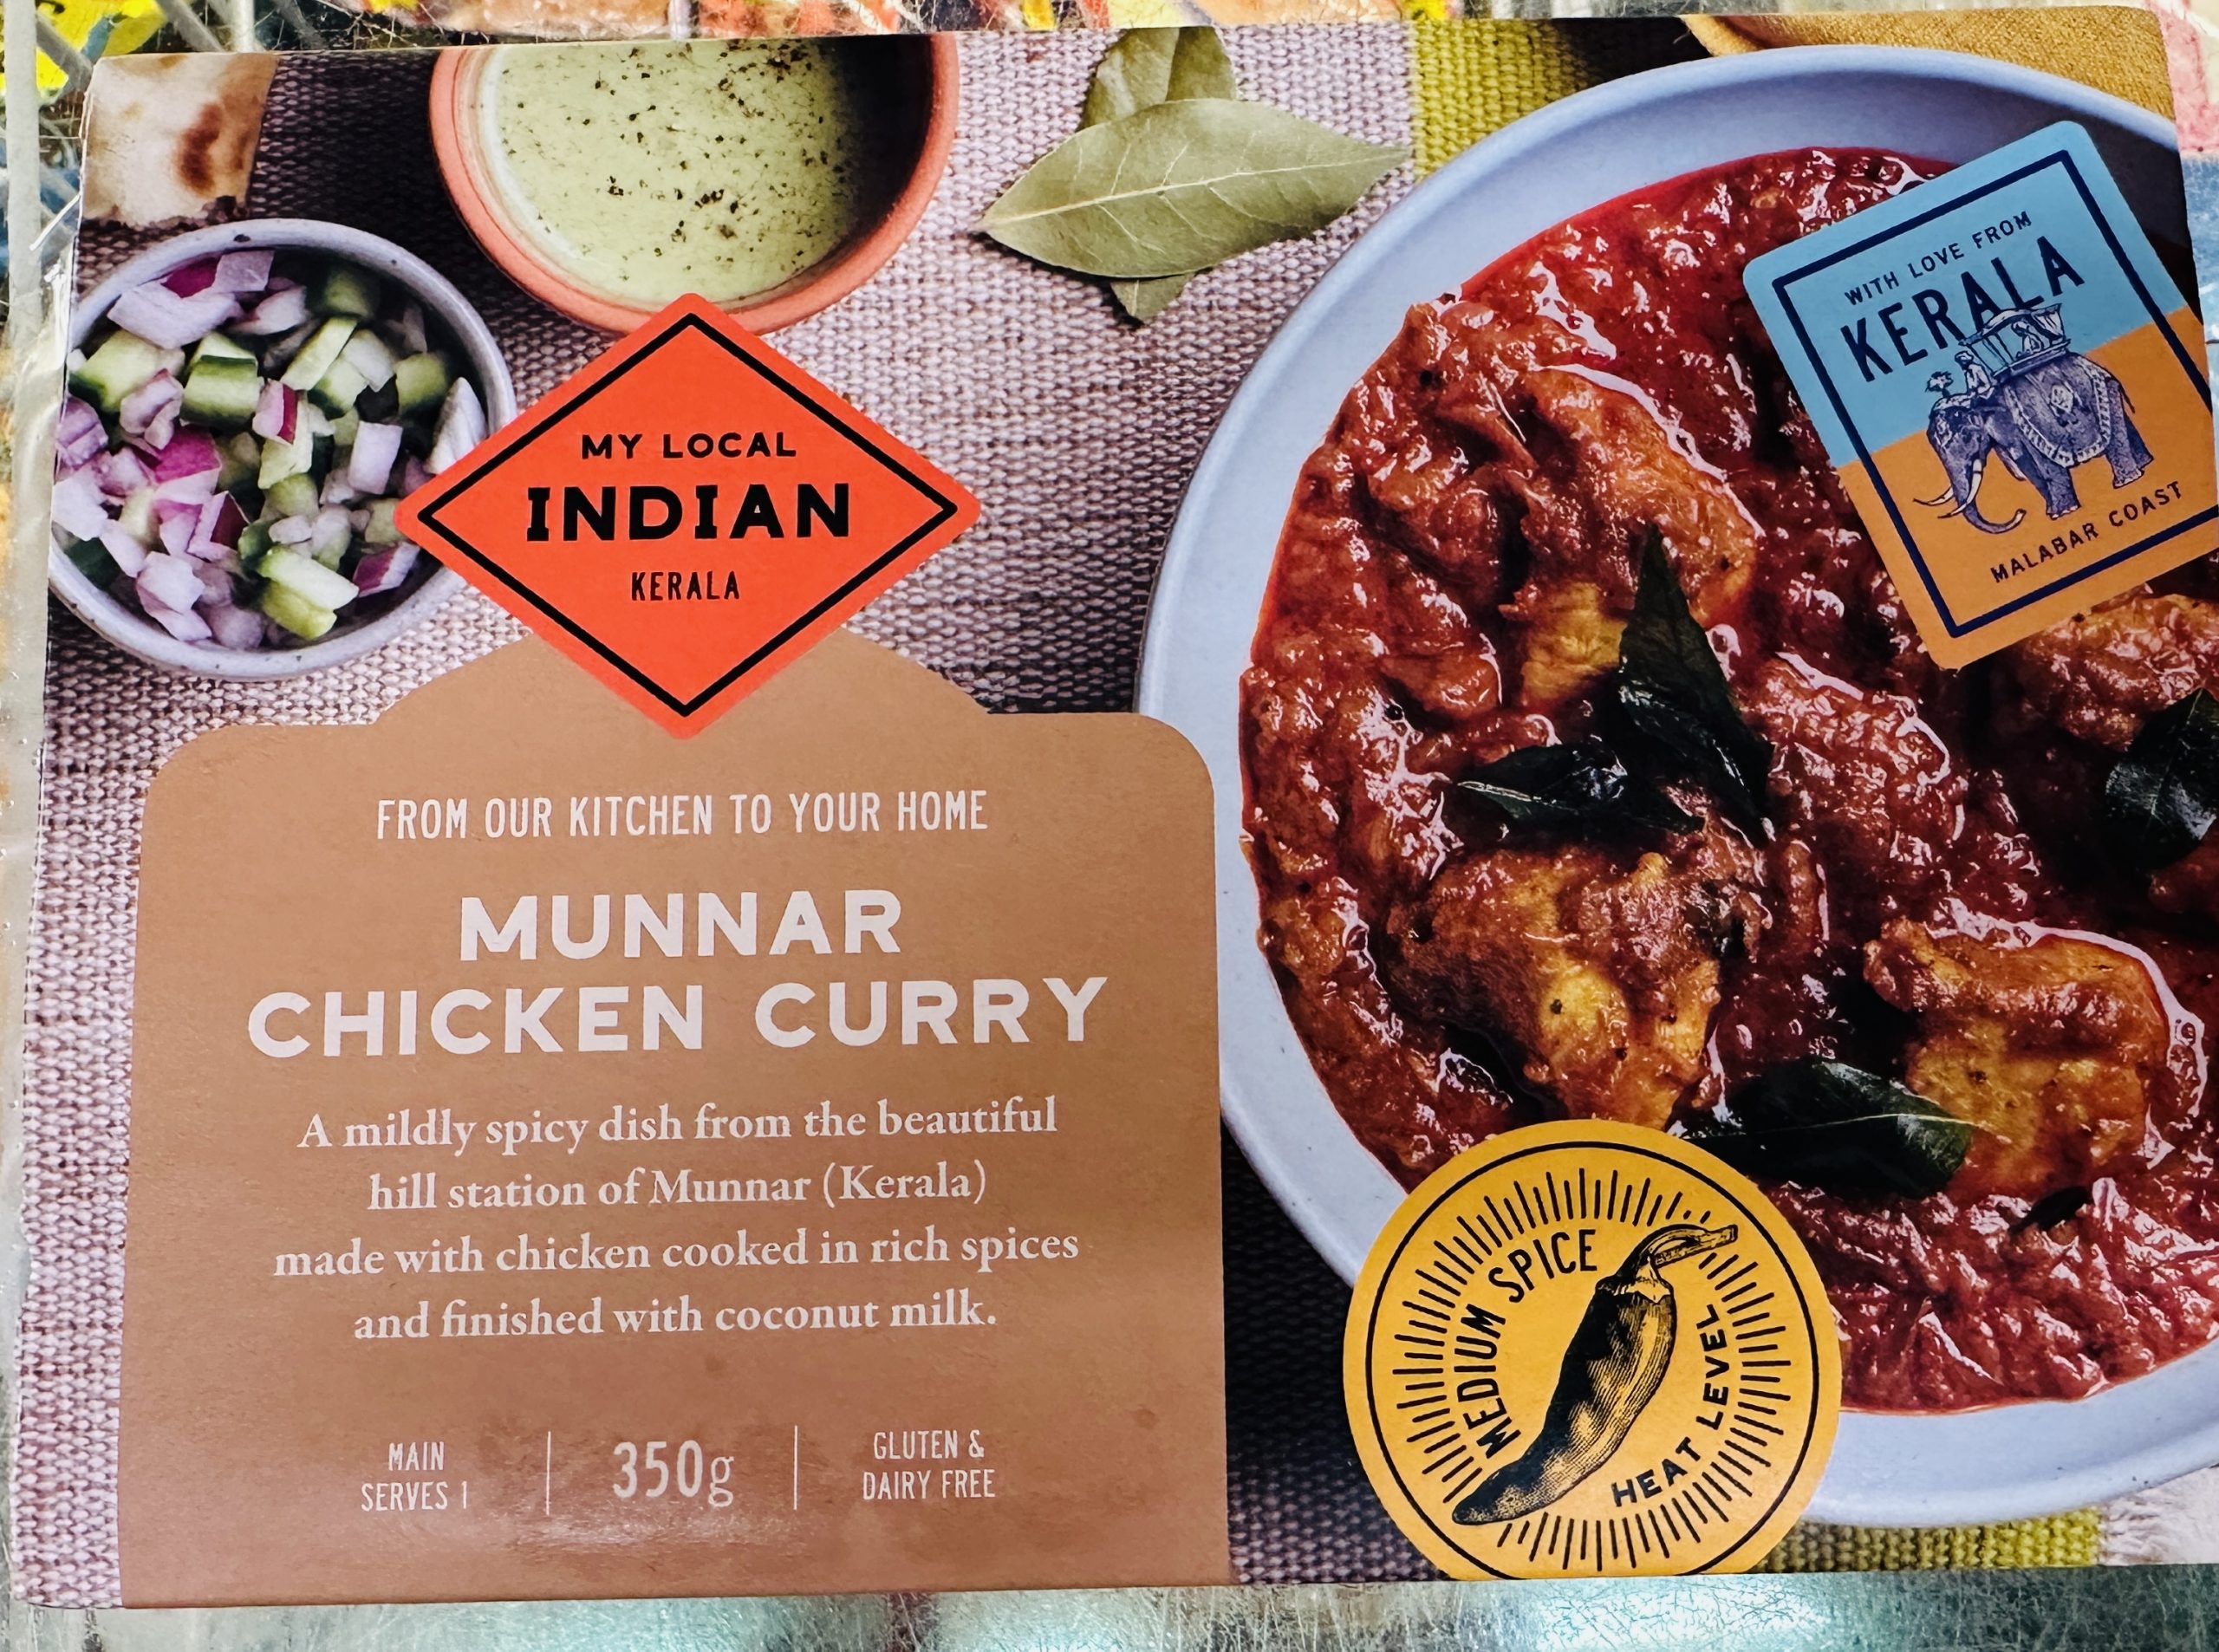 MY LOCAL
INDIAN
KERALA
FROM OUR KITCHEN TO YOUR HOME
MUNNAR
CHICKEN CURRY
A mildly spicy dish from the beautiful
hill station of Munnar (Kerala)
made with chicken cooked in rich spices
and finished with coconut milk.
MAIN
SERVES 1
350g
GLUTEN &
DAIRY FREE
WITH LOVE FROM
KERALA
MALABAR COAST
MEDIUM SPICE
HEAT LEVEL